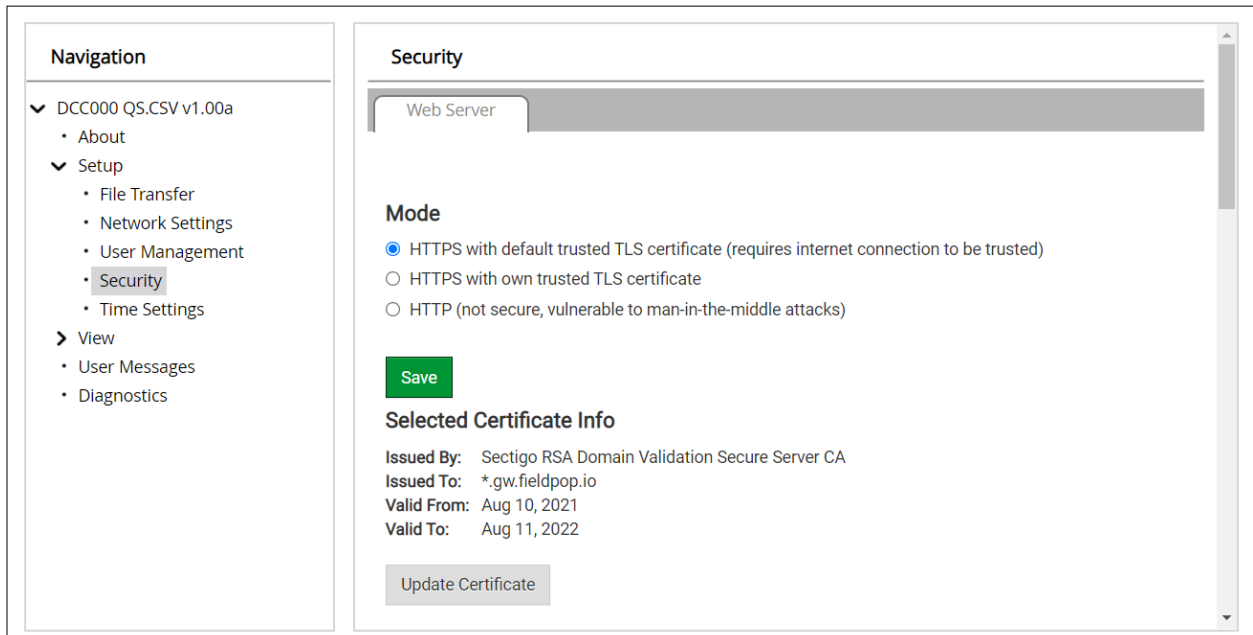 Navigation
DCC000 QS.CSV v1.00a
About
Setup
File Transfer
Network Settings
User Management
Security
Time Settings
View
User Messages
Diagnostics
Security
Web Server
Mode
HTTPS with default trusted TLS certificate (requires internet connection to be trusted)
HTTPS with own trusted TLS certificate
HTTP (not secure, vulnerable to man-in-the-middle attacks)
Save
Selected Certificate Info
Issued By: Sectigo RSA Domain Validation Secure Server CA
Issued To: *.gw.fieldpop.io
Valid From: Aug 10, 2021
Valid To: Aug 11, 2022
Update Certificate